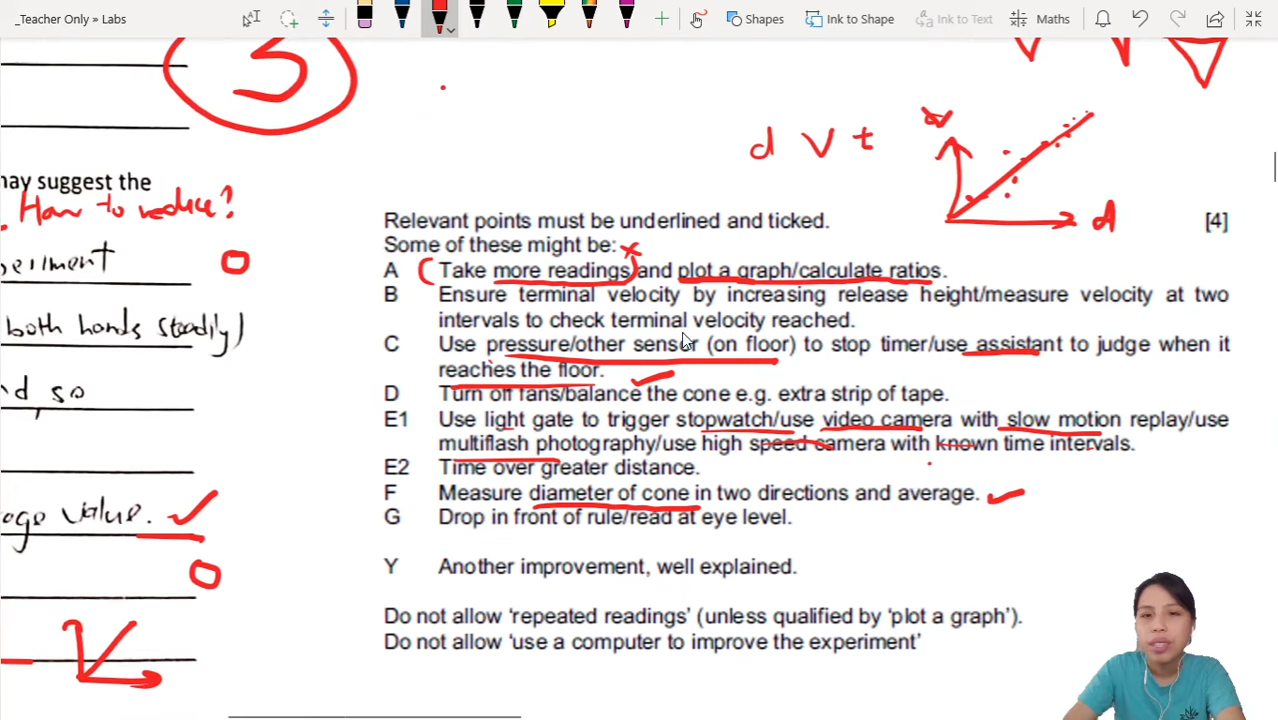 _Teacher Only » Labs
Shapes
Ink to Shape
Ink to Text
Maths
3
may suggest the
How to reduce?
periment
both hands steadily)
nd so
age value.
d v t
d
Relevant points must be underlined and ticked. [4]
Some of these might be:
A Take more readings and plot a graph/calculate ratios.
B Ensure terminal velocity by increasing release height/measure velocity at two
intervals to check terminal velocity reached.
C Use pressure/other sensor (on floor) to stop timer/use assistant to judge when it
reaches the floor.
D Turn off fans/balance the cone e.g. extra strip of tape.
E1 Use light gate to trigger stopwatch/use video camera with slow motion replay/use
multiflash photography/use high speed camera with known time intervals.
E2 Time over greater distance.
F Measure diameter of cone in two directions and average.
G Drop in front of rule/read at eye level.
Y Another improvement, well explained.
Do not allow 'repeated readings' (unless qualified by 'plot a graph').
Do not allow 'use a computer to improve the experiment'